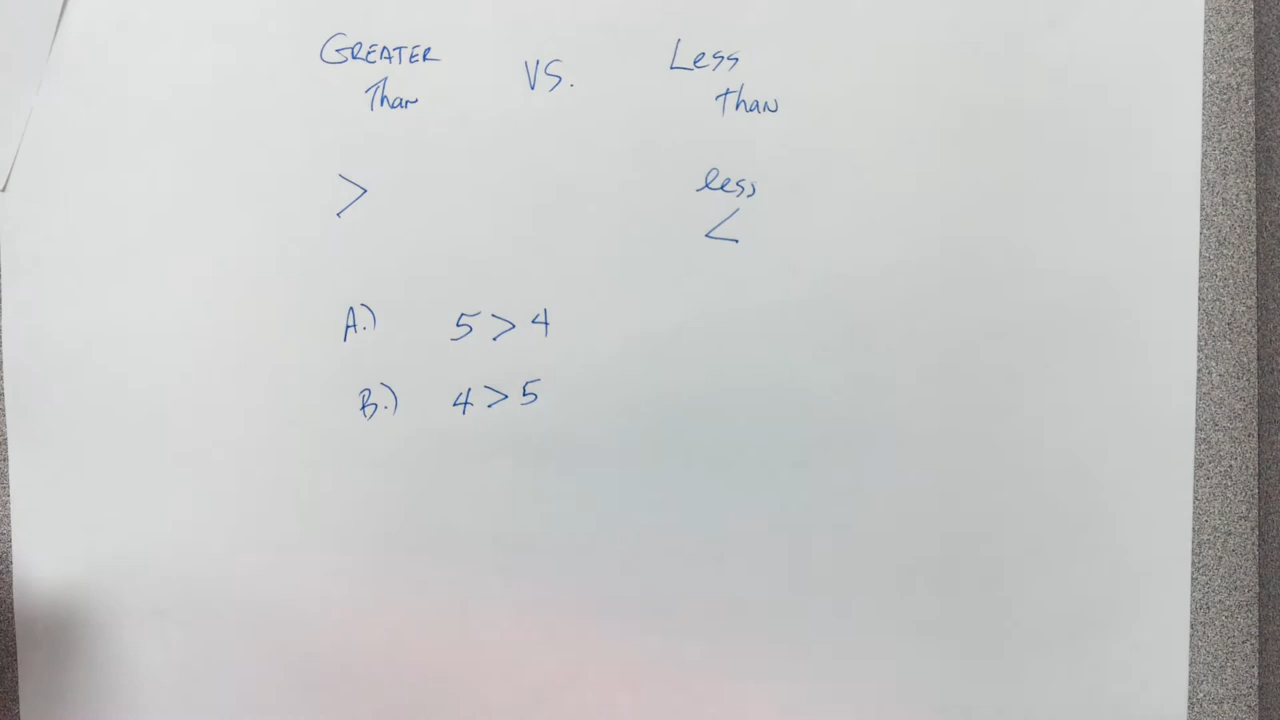 GREATER
Than
VS.
Less
than
>
less
<
A.) 5 > 4
B.) 4 > 5